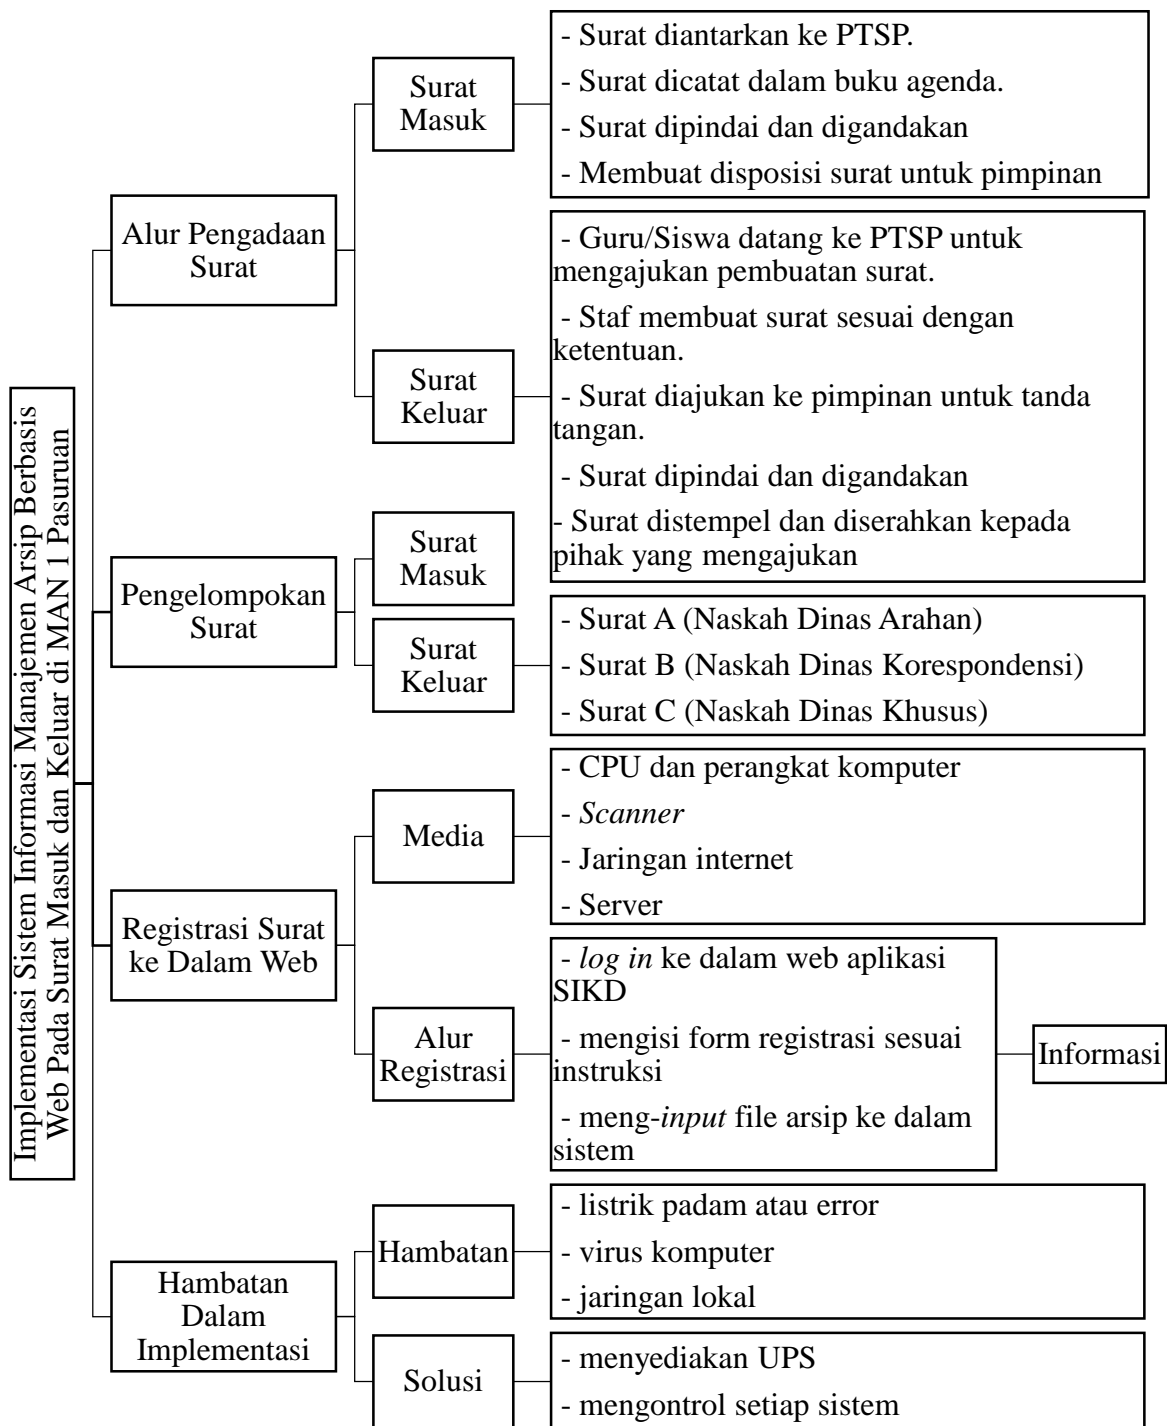 Implementasi Sistem Informasi Manajemen Arsip Berbasis
Web Pada Surat Masuk dan Keluar di MAN 1 Pasuruan
Alur Pengadaan
Surat
Surat
Masuk
- Surat diantarkan ke PTSP.
- Surat dicatat dalam buku agenda.
- Surat dipindai dan digandakan
- Membuat disposisi surat untuk pimpinan
Surat
Keluar
- Guru/Siswa datang ke PTSP untuk
mengajukan pembuatan surat.
- Staf membuat surat sesuai dengan
ketentuan.
- Surat diajukan ke pimpinan untuk tanda
tangan.
- Surat dipindai dan digandakan
- Surat distempel dan diserahkan kepada
pihak yang mengajukan
Pengelompokan
Surat
Surat
Masuk
Surat
Keluar
- Surat A (Naskah Dinas Arahan)
- Surat B (Naskah Dinas Korespondensi)
- Surat C (Naskah Dinas Khusus)
Registrasi Surat
ke Dalam Web
Media
- CPU dan perangkat komputer
- Scanner
- Jaringan internet
- Server
Alur
Registrasi
- log in ke dalam web aplikasi
SIKD
- mengisi form registrasi sesuai
instruksi
- meng-input file arsip ke dalam
sistem
Informasi
Hambatan
Dalam
Implementasi
Hambatan
- listrik padam atau error
- virus komputer
- jaringan lokal
Solusi
- menyediakan UPS
- mengontrol setiap sistem